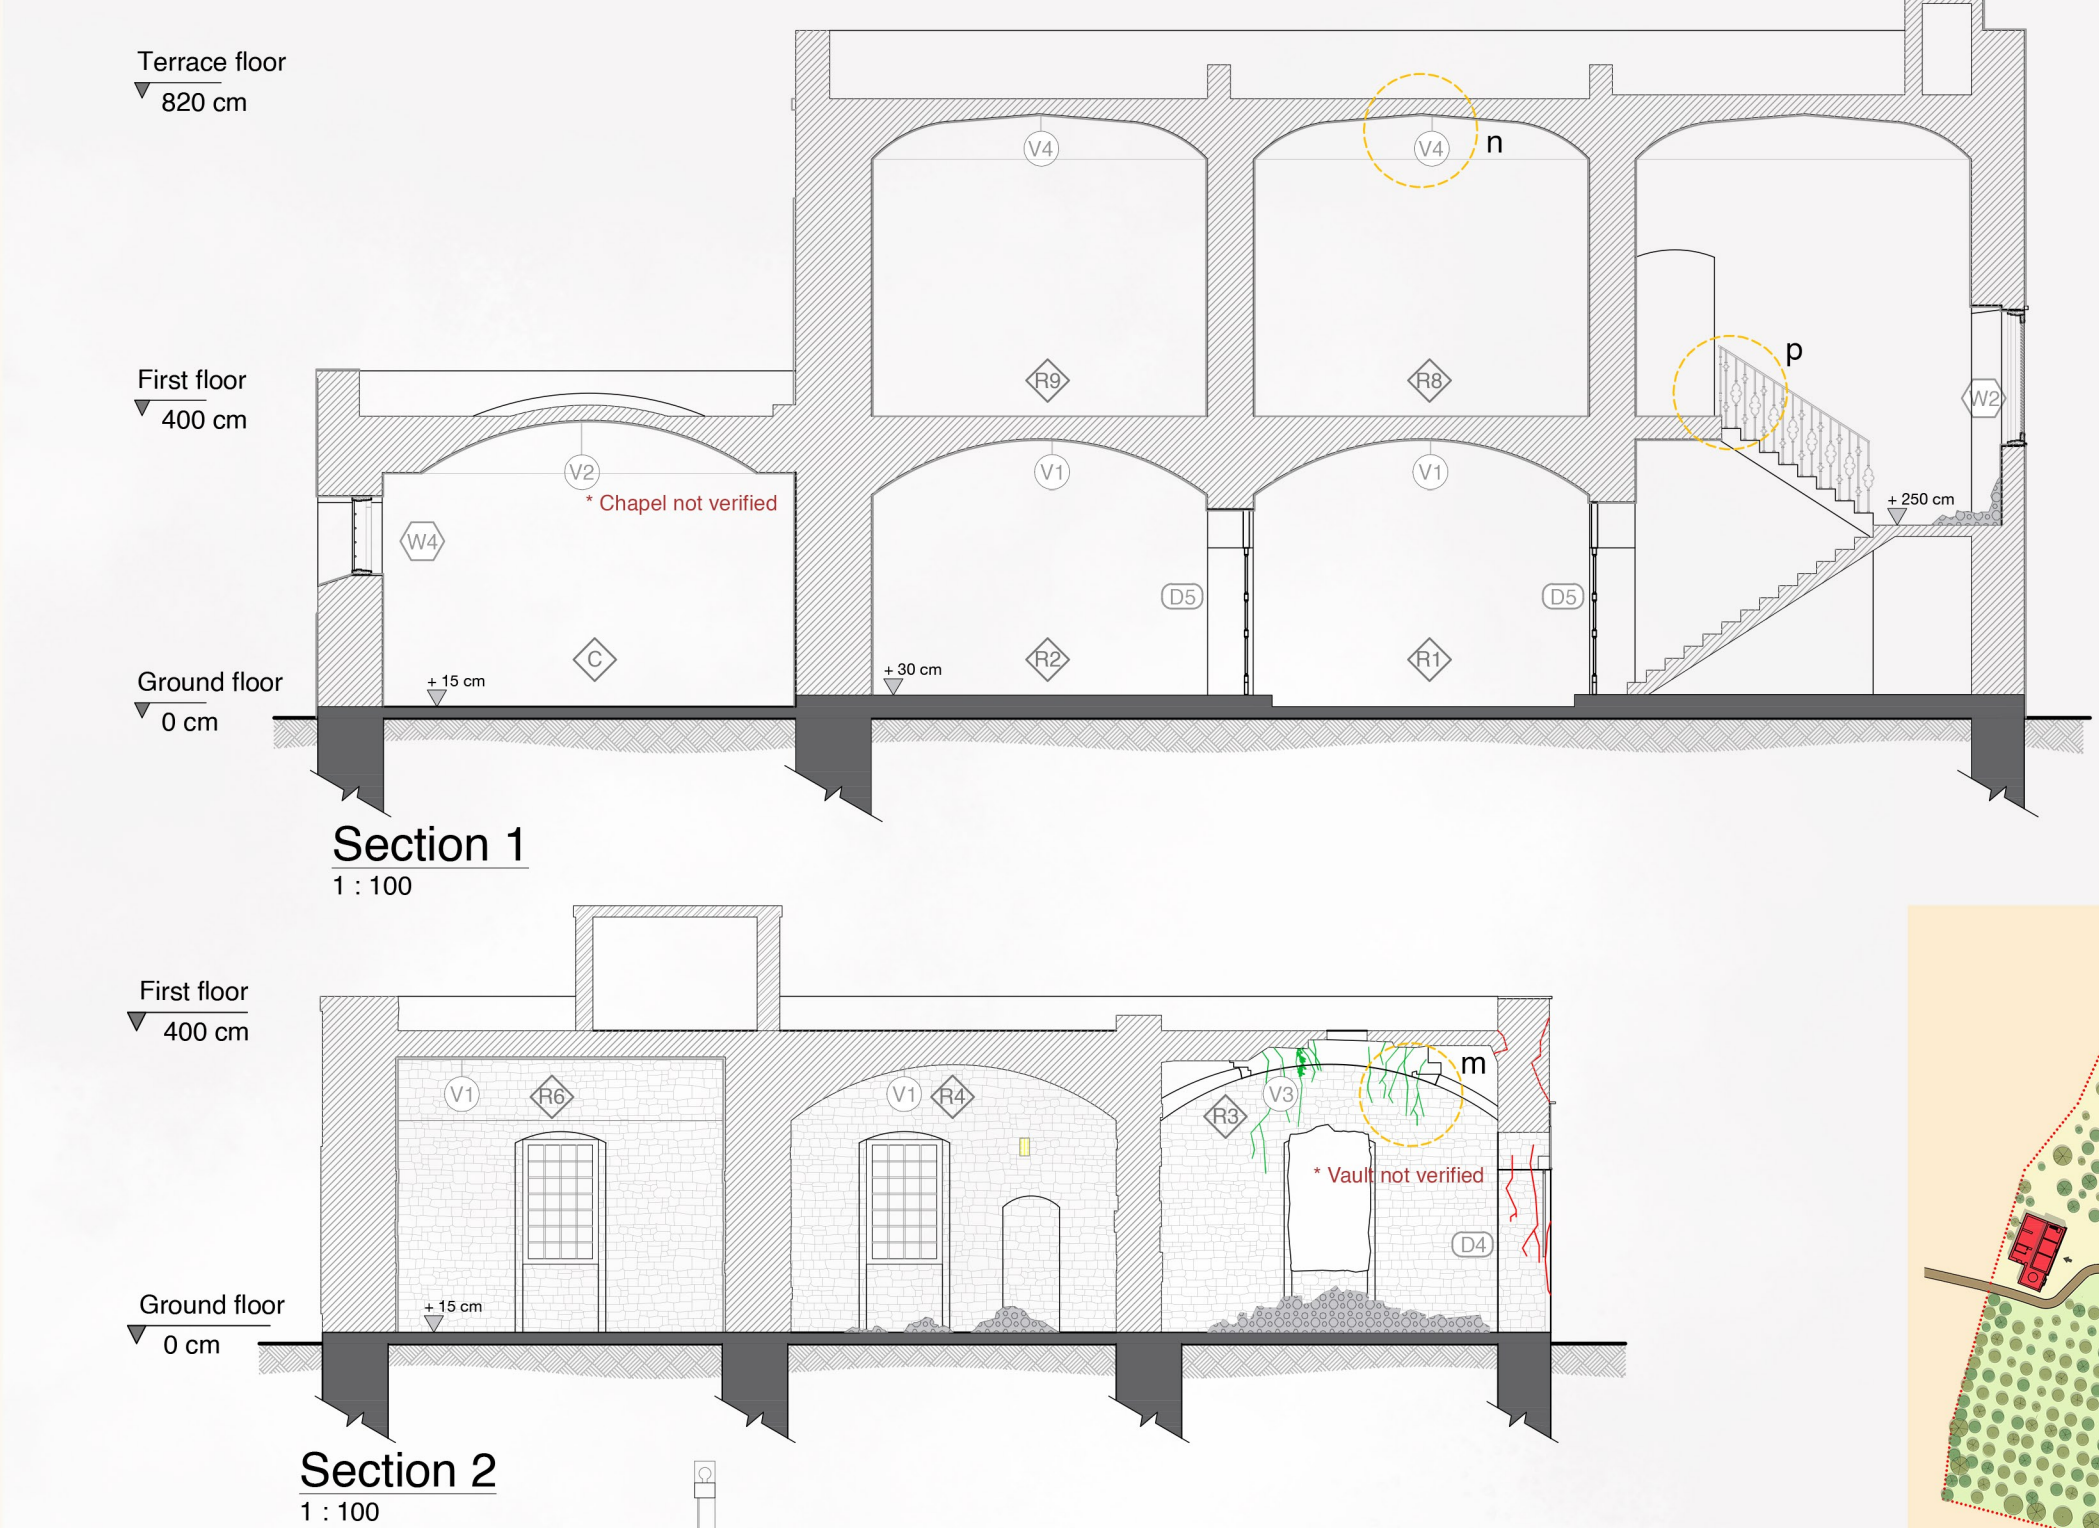 Terrace floor
820 cm
V4
V4
n
First floor
400 cm
R9
R8
p
W2
V2
* Chapel not verified
V1
V1
+ 250 cm
W4
D5
D5
C
R2
R1
+ 15 cm
+ 30 cm
Ground floor
0 cm
Section 1
1 : 100
First floor
400 cm
V1
R6
V1
R4
V3
R3
m
* Vault not verified
D4
+ 15 cm
Ground floor
0 cm
Section 2
1 : 100